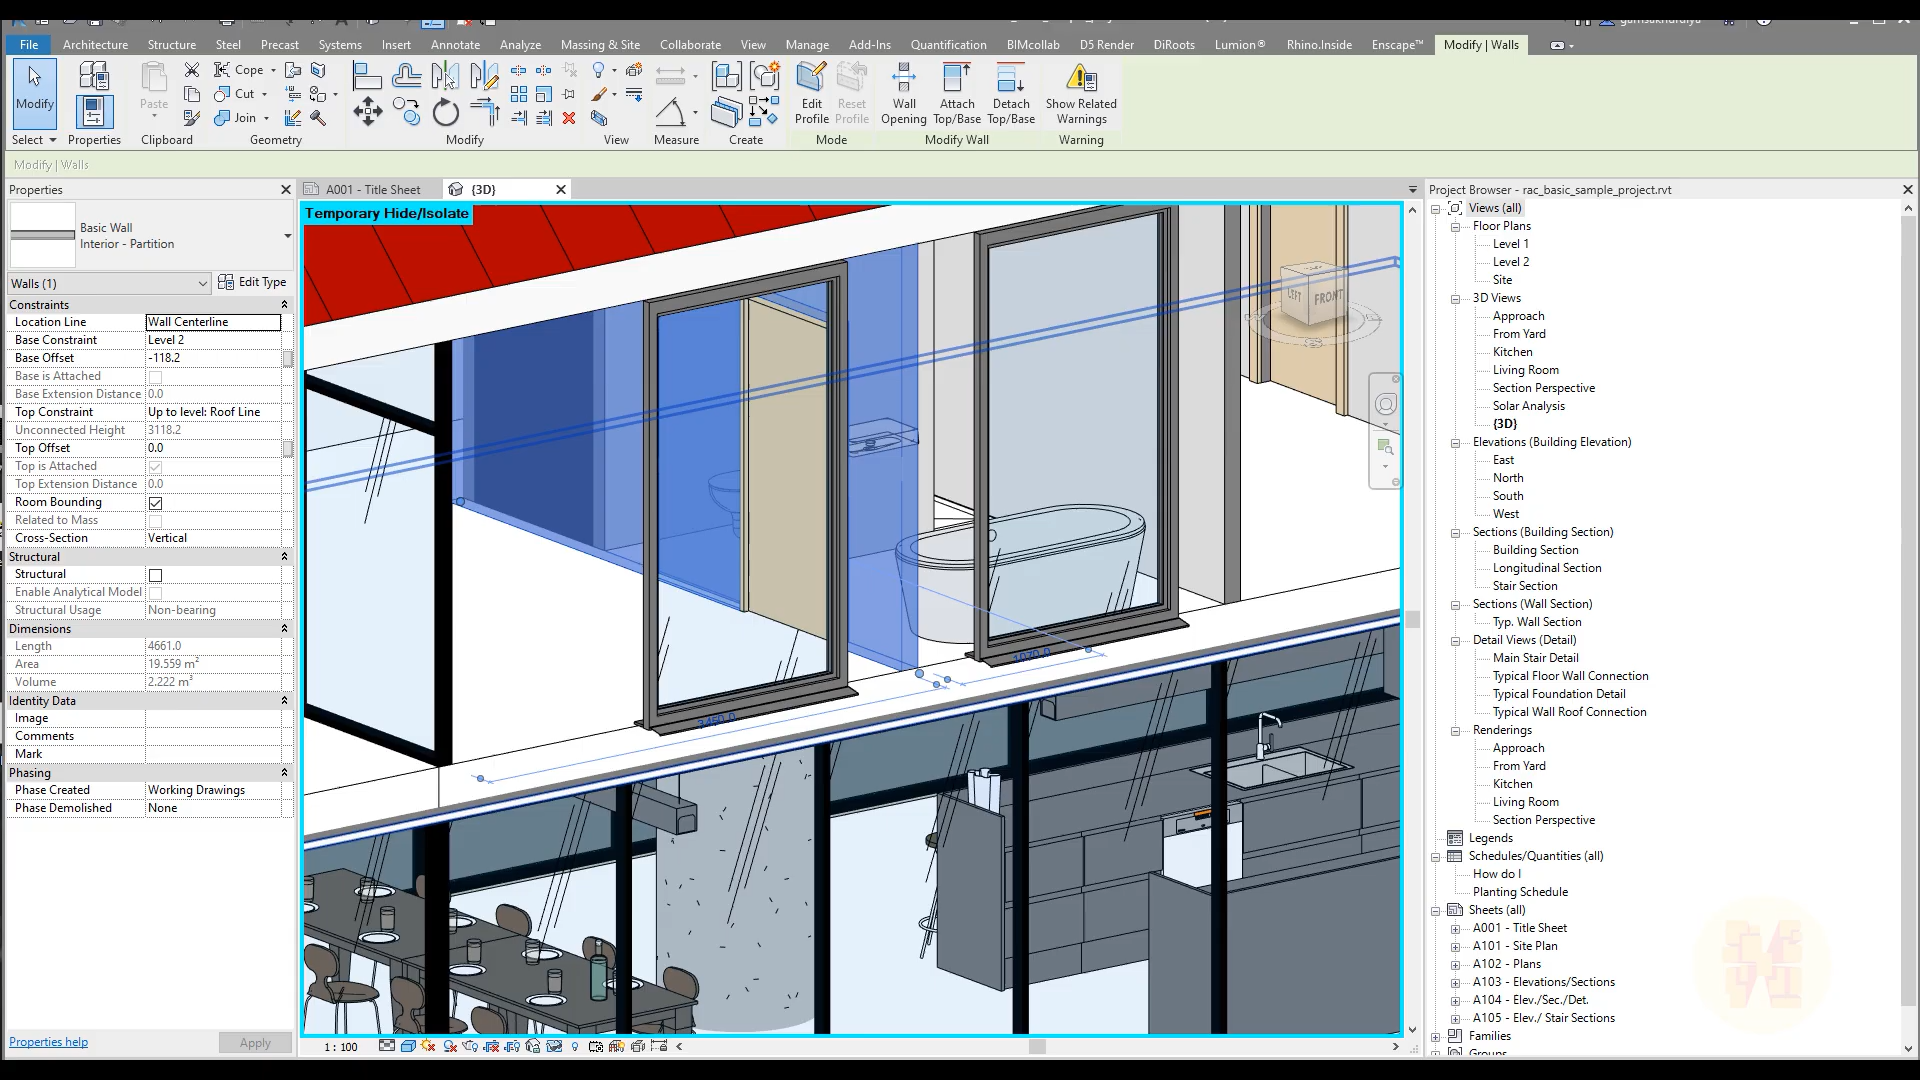 File Architecture Structure Steel Precast Systems Insert Annotate Analyze Massing & Site Collaborate View Manage Add-Ins Quantification BIMcollab D5 Render DiRoots Lumion® Rhino.Inside Enscape™ Modify | Walls
Modify
Paste
Cope
Cut
Join
Edit Profile
Reset Profile
Wall Opening
Attach Top/Base
Detach Top/Base
Show Related Warnings
Select Properties Clipboard Geometry Modify View Measure Create Mode Modify Wall Warning
Modify | Walls
Properties
Basic Wall
Interior - Partition
Walls (1) Edit Type
Constraints
Location Line Wall Centerline
Base Constraint Level 2
Base Offset -118.2
Base is Attached
Base Extension Distance 0.0
Top Constraint Up to level: Roof Line
Unconnected Height 3118.2
Top Offset 0.0
Top is Attached
Top Extension Distance 0.0
Room Bounding
Related to Mass
Cross-Section Vertical
Structural
Structural
Enable Analytical Model
Structural Usage Non-bearing
Dimensions
Length 4661.0
Area 19.559 m²
Volume 2.222 m³
Identity Data
Image
Comments
Mark
Phasing
Phase Created Working Drawings
Phase Demolished None
Properties help Apply
A001 - Title Sheet {3D}
Temporary Hide/Isolate
LEFT FRONT
1 : 100
Project Browser - rac_basic_sample_project.rvt
Views (all)
Floor Plans
Level 1
Level 2
Site
3D Views
Approach
From Yard
Kitchen
Living Room
Section Perspective
Solar Analysis
{3D}
Elevations (Building Elevation)
East
North
South
West
Sections (Building Section)
Building Section
Longitudinal Section
Stair Section
Sections (Wall Section)
Typ. Wall Section
Detail Views (Detail)
Main Stair Detail
Typical Floor Wall Connection
Typical Foundation Detail
Typical Wall Roof Connection
Renderings
Approach
From Yard
Kitchen
Living Room
Section Perspective
Legends
Schedules/Quantities (all)
How do I
Planting Schedule
Sheets (all)
A001 - Title Sheet
A101 - Site Plan
A102 - Plans
A103 - Elevations/Sections
A104 - Elev./Sec./Det.
A105 - Elev./ Stair Sections
Families
Groups